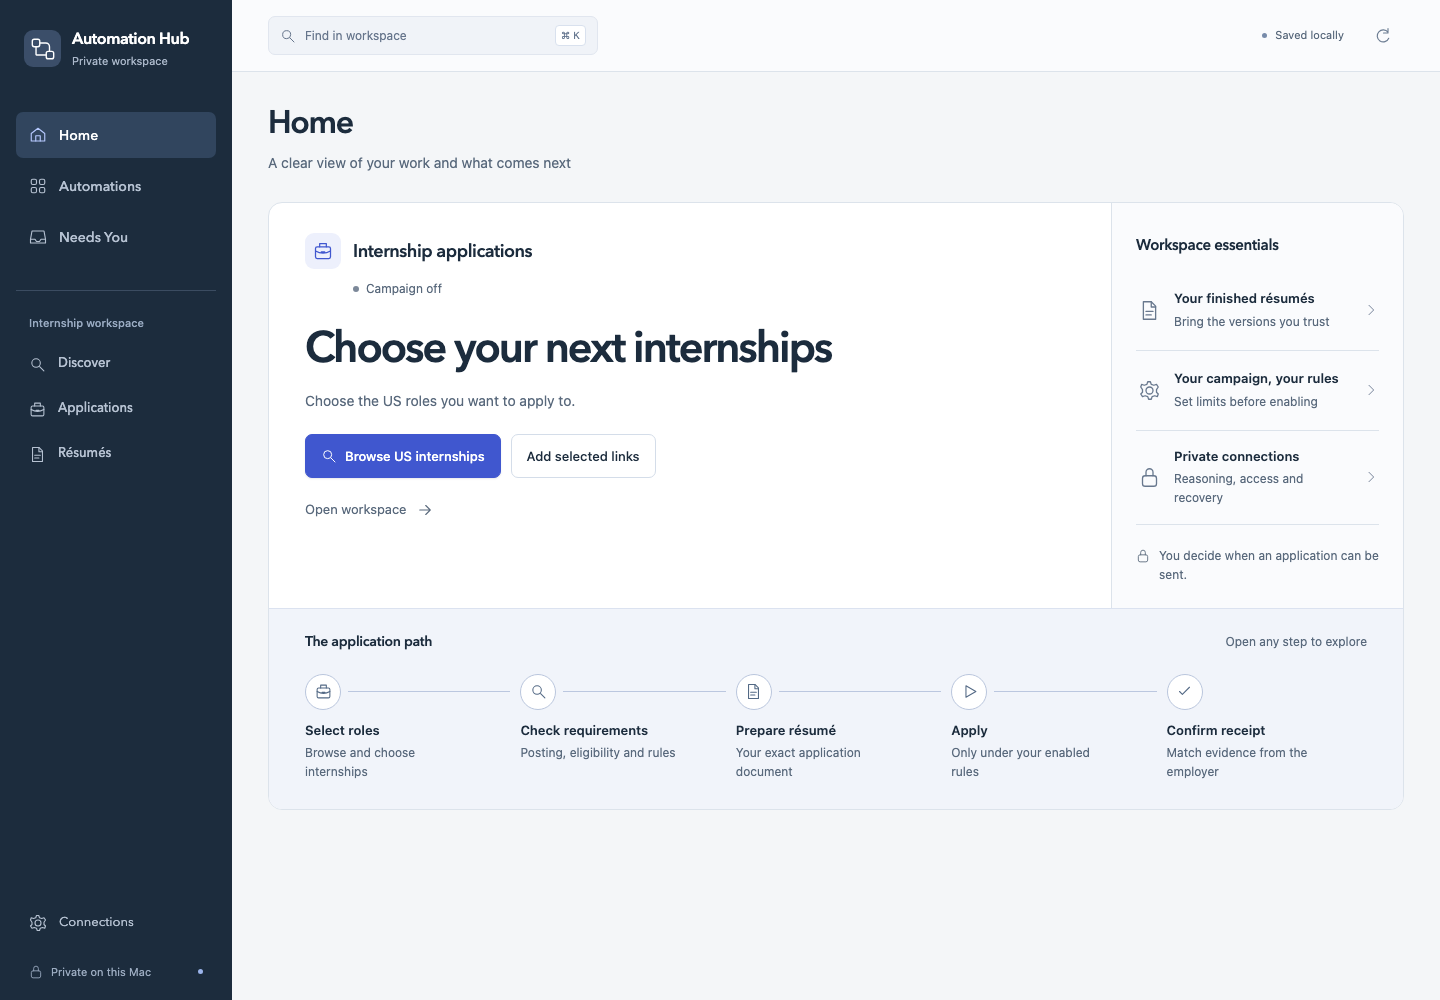 Automation Hub
Private workspace
Home
Automations
Needs You
Internship workspace
Discover
Applications
Résumés
Connections
Private on this Mac
Find in workspace
⌘ K
Saved locally
Home
A clear view of your work and what comes next
Internship applications
Campaign off
Choose your next internships
Choose the US roles you want to apply to.
Browse US internships
Add selected links
Open workspace
Workspace essentials
Your finished résumés
Bring the versions you trust
Your campaign, your rules
Set limits before enabling
Private connections
Reasoning, access and
recovery
You decide when an application can be
sent.
The application path
Open any step to explore
Select roles
Browse and choose
internships
Check requirements
Posting, eligibility and rules
Prepare résumé
Your exact application
document
Apply
Only under your enabled
rules
Confirm receipt
Match evidence from the
employer